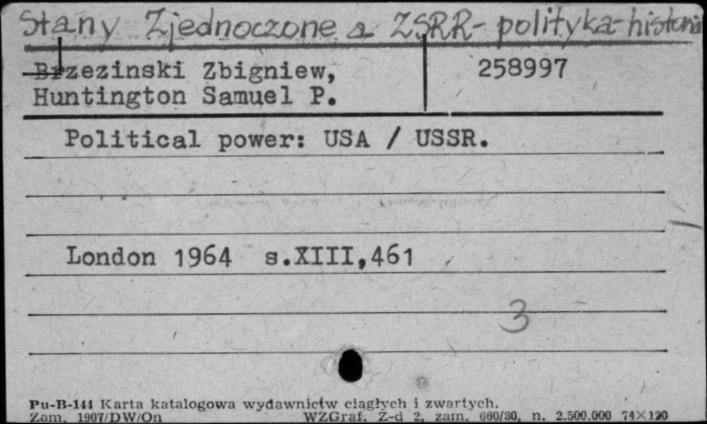 Stany Zjednoczone a ZSRR - polityka - historia
Brzezinski Zbigniew, 258997
Huntington Samuel P.
Political power: USA / USSR.
London 1964 s.XIII,461
3
Pu-B-144 Karta katalogowa wydawnictw ciągłych i zwartych.
Zam. 1907/DW/On WZGraf. Z-d 2, zam. 660/80, n. 2.500.000 74×120